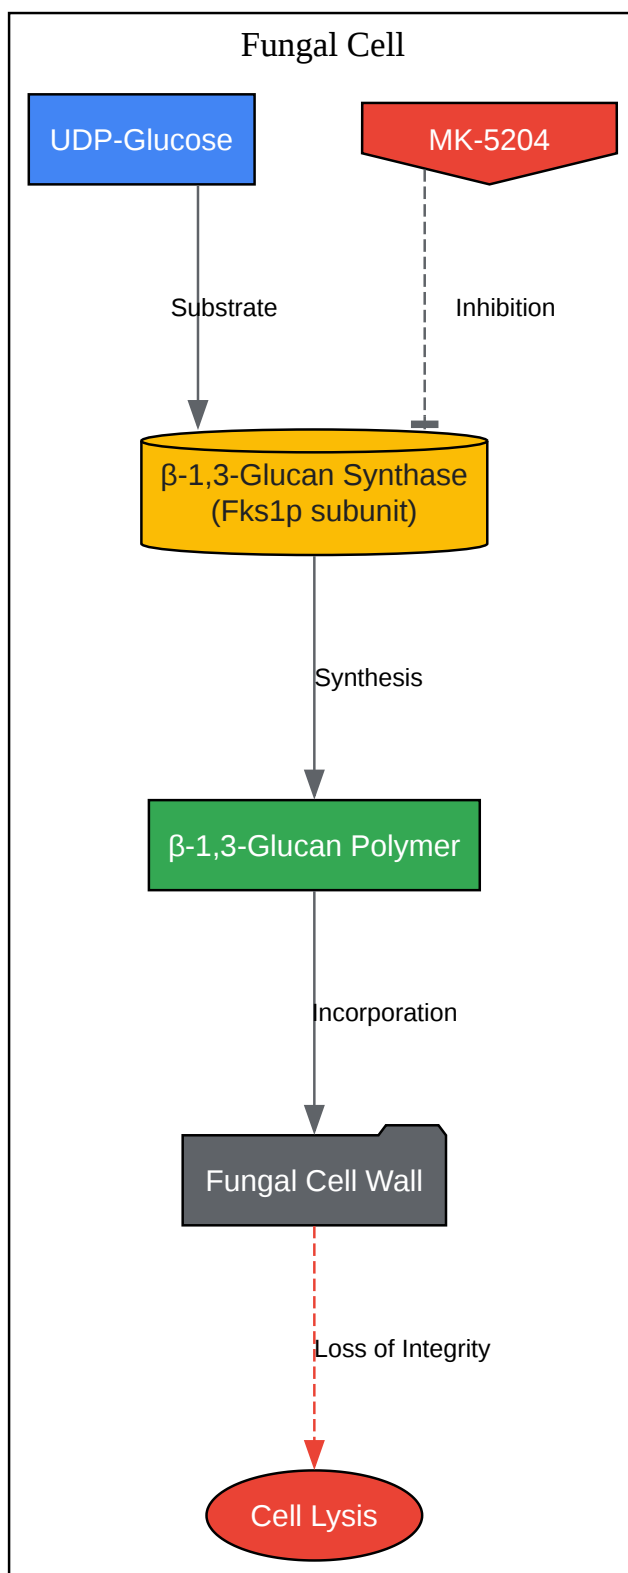 Fungal Cell
UDP-Glucose
MK-5204
Substrate
Inhibition
β-1,3-Glucan Synthase
(Fks1p subunit)
Synthesis
β-1,3-Glucan Polymer
Incorporation
Fungal Cell Wall
Loss of Integrity
Cell Lysis